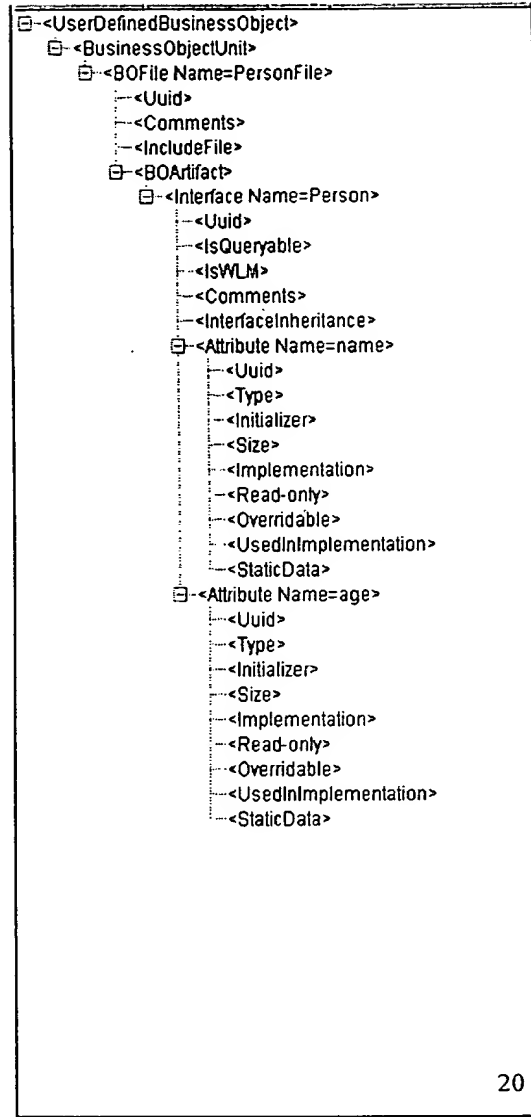 <UserDefinedBusinessObject>
<BusinessObjectUnit>
<BOFile Name=PersonFile>
<Uuid>
<Comments>
<IncludeFile>
<BOArtifact>
<Interface Name=Person>
<Uuid>
<IsQueryable>
<IsWLM>
<Comments>
<InterfaceInheritance>
<Attribute Name=name>
<Uuid>
<Type>
<Initializer>
<Size>
<Implementation>
<Read-only>
<Overridable>
<UsedInImplementation>
<StaticData>
<Attribute Name=age>
<Uuid>
<Type>
<Initializer>
<Size>
<Implementation>
<Read-only>
<Overridable>
<UsedInImplementation>
<StaticData>
20